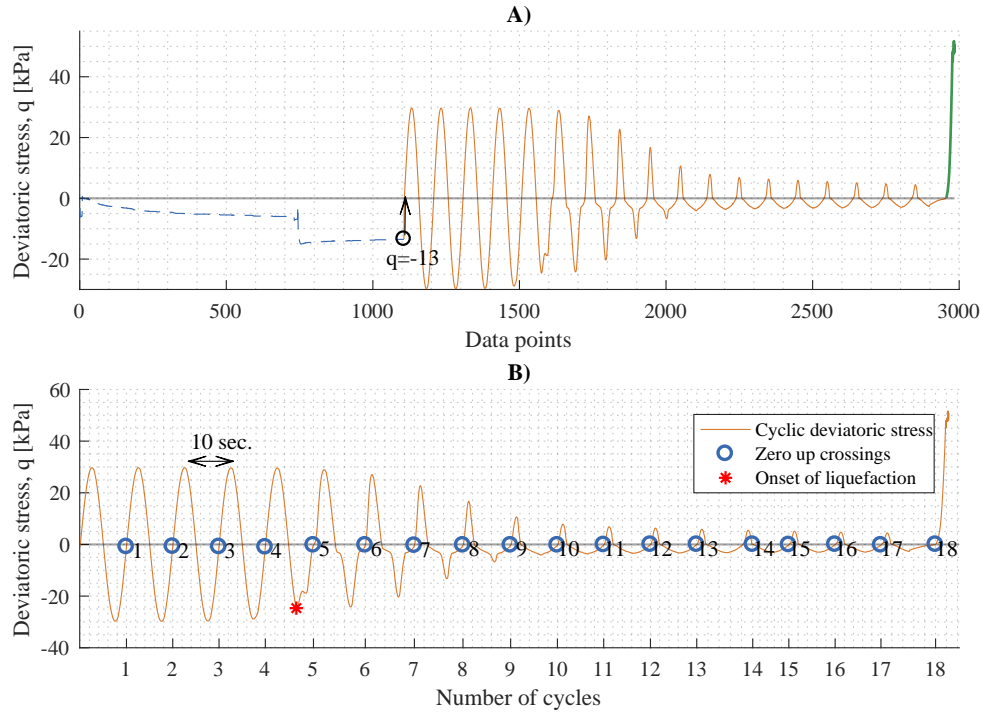 A)
Deviatoric stress, q [kPa]
40
20
0
-20
q=-13
0 500 1000 1500 2000 2500 3000
Data points
B)
Deviatoric stress, q [kPa]
60
40
20
0
-20
-40
10 sec.
Cyclic deviatoric stress
Zero up crossings
Onset of liquefaction
1 2 3 4 5 6 7 8 9 10 11 12 13 14 15 16 17 18
1 2 3 4 5 6 7 8 9 10 11 12 13 14 15 16 17 18
Number of cycles